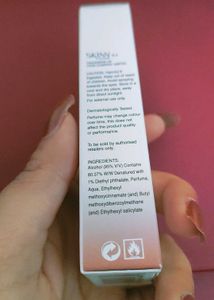 SKINN
CAUTION: Harmful if
ingested. Keep out of reach
of children. Avoid spraying
towards the eyes. Store in a
cool and dry place, away
from direct sunlight.
For external use only
Dermatologically Tested
Perfume may change colour
over time, this does not
affect the product quality
or performance.
To be sold by authorised
retailers only
INGREDIENTS:
Alcohol (95% V/V) Contains
80.57% W/W Denatured with
1% Diethyl phthalate, Perfume,
Aqua, Ethylhexyl
methoxycinnamate (and) Butyl
methoxydibenzoylmethane
(and) Ethylhexyl salicylate